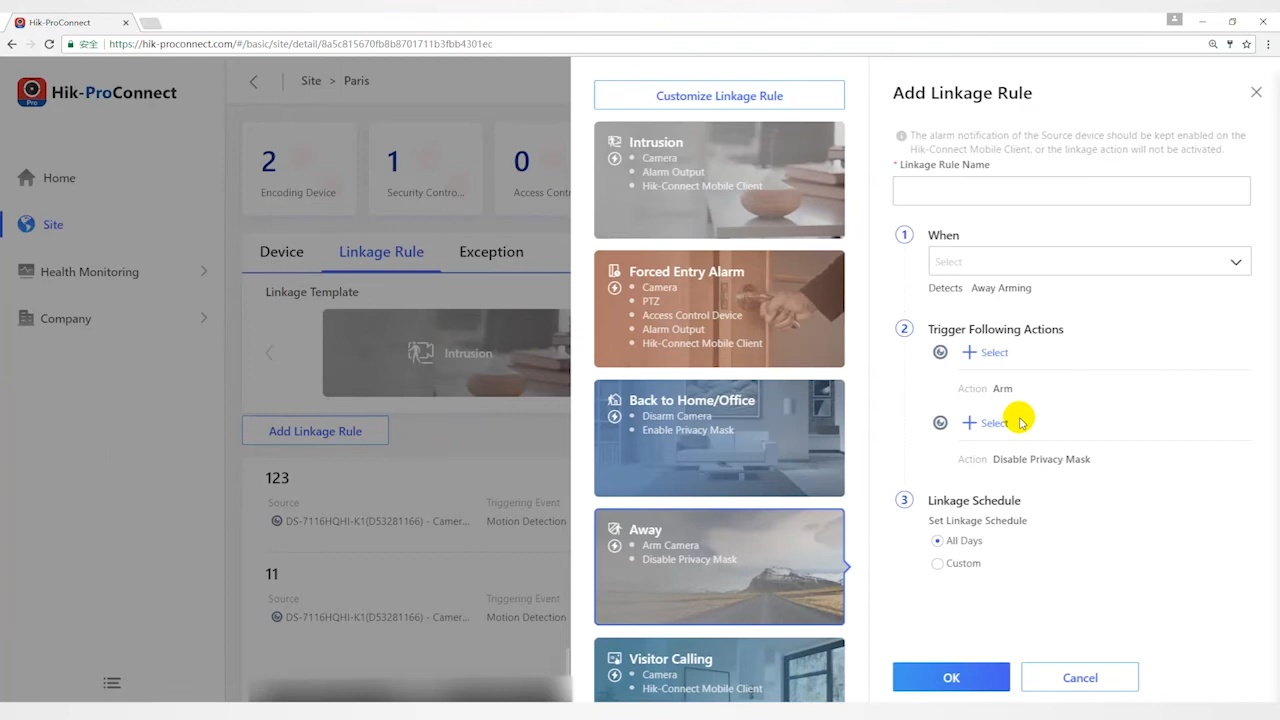 Hik-ProConnect
安全 https://hik-proconnect.com/#/basic/site/detail/8a5c815670fb8b8701711b3fbb4301ec
Hik-ProConnect
Pro
Home
Site
Health Monitoring
Company
Site > Paris
2
Encoding Device
1
Security Contro...
0
Access Contr
Device
Linkage Rule
Exception
Linkage Template
Intrusion
Add Linkage Rule
123
Source
Triggering Event
DS-7116HQHI-K1(D53281166) - Camer...
Motion Detection
11
Source
Triggering Event
DS-7116HQHI-K1(D53281166) - Camer...
Motion Detection
Customize Linkage Rule
Intrusion
Camera
Alarm Output
Hik-Connect Mobile Client
Forced Entry Alarm
Camera
PTZ
Access Control Device
Alarm Output
Hik-Connect Mobile Client
Back to Home/Office
Disarm Camera
Enable Privacy Mask
Away
Arm Camera
Disable Privacy Mask
Visitor Calling
Camera
Hik-Connect Mobile Client
Add Linkage Rule
The alarm notification of the Source device should be kept enabled on the
Hik-Connect Mobile Client, or the linkage action will not be activated.
* Linkage Rule Name
1 When
Select
Detects Away Arming
2 Trigger Following Actions
Select
Action Arm
Select
Action Disable Privacy Mask
3 Linkage Schedule
Set Linkage Schedule
All Days
Custom
OK
Cancel